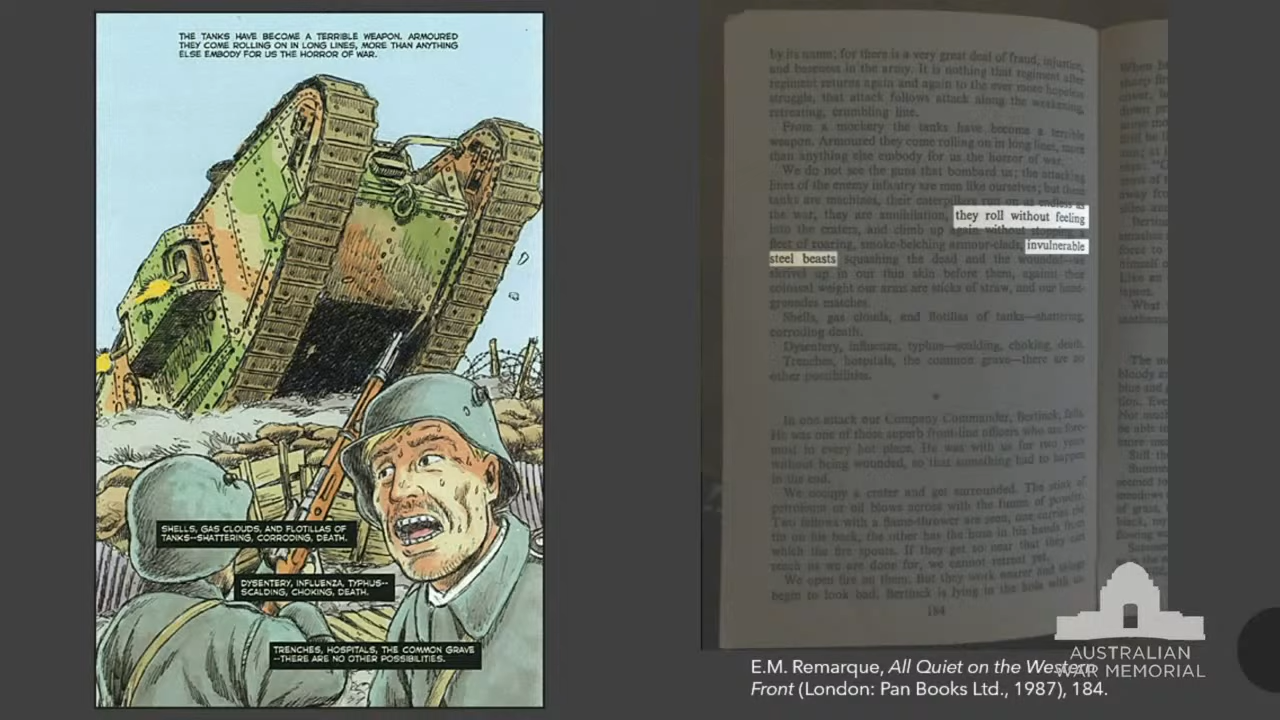 THE TANKS HAVE BECOME A TERRIBLE WEAPON. ARMOURED
THEY COME ROLLING ON IN LONG LINES, MORE THAN ANYTHING
ELSE EMBODY FOR US THE HORROR OF WAR.
SHELLS, GAS CLOUDS, AND FLOTILLAS OF
TANKS--SHATTERING, CORRODING, DEATH.
DYSENTERY, INFLUENZA, TYPHUS--
SCALDING, CHOKING, DEATH.
TRENCHES, HOSPITALS, THE COMMON GRAVE
--THERE ARE NO OTHER POSSIBILITIES.
by its name; for there is a very great deal of fraud, injustice,
and baseness in the army. It is nothing that regiment after
regiment returns again and again to the ever more hopeless
struggle, that attack follows attack along the weakening,
retreating, crumbling line.
From a mockery the tanks have become a terrible
weapon. Armoured they come rolling on in long lines, more
than anything else embody for us the horror of war.
We do not see the guns that bombard us; the attacking
lines of the enemy infantry are men like ourselves; but these
tanks are machines, their caterpillars run on as endless as
the war, they are annihilation, they roll without feeling
into the craters, and climb up again without stopping, a
fleet of roaring, smoke-belching armour-clads, invulnerable
steel beasts squashing the dead and the wounded—we
shrivel up in our thin skin before them, against their
colossal weight our arms are sticks of straw, and our hand-
grenades matches.
Shells, gas clouds, and flotillas of tanks—shattering,
corroding death.
Dysentery, influenza, typhus—scalding, choking, death.
Trenches, hospitals, the common grave—there are no
other possibilities.
In one attack our Company Commander, Bertinck, falls.
He was one of those superb front-line officers who are fore-
most in every hot place. He was with us for two years
without being wounded, so that something had to happen
in the end.
We occupy a crater and get surrounded. The stink of
petroleum or oil blows across with the fumes of powder.
Two fellows with a flame-thrower are seen, one carries the
tin on his back, the other has the hose in his hands from
which the fire spouts. If they get so near that they can
reach us we are done for, we cannot retreat yet.
We open fire on them. But they work nearer and things
begin to look bad. Bertinck is lying in the hole with us.
184
E.M. Remarque, All Quiet on the Western
Front (London: Pan Books Ltd., 1987), 184.
AUSTRALIAN
WAR MEMORIAL